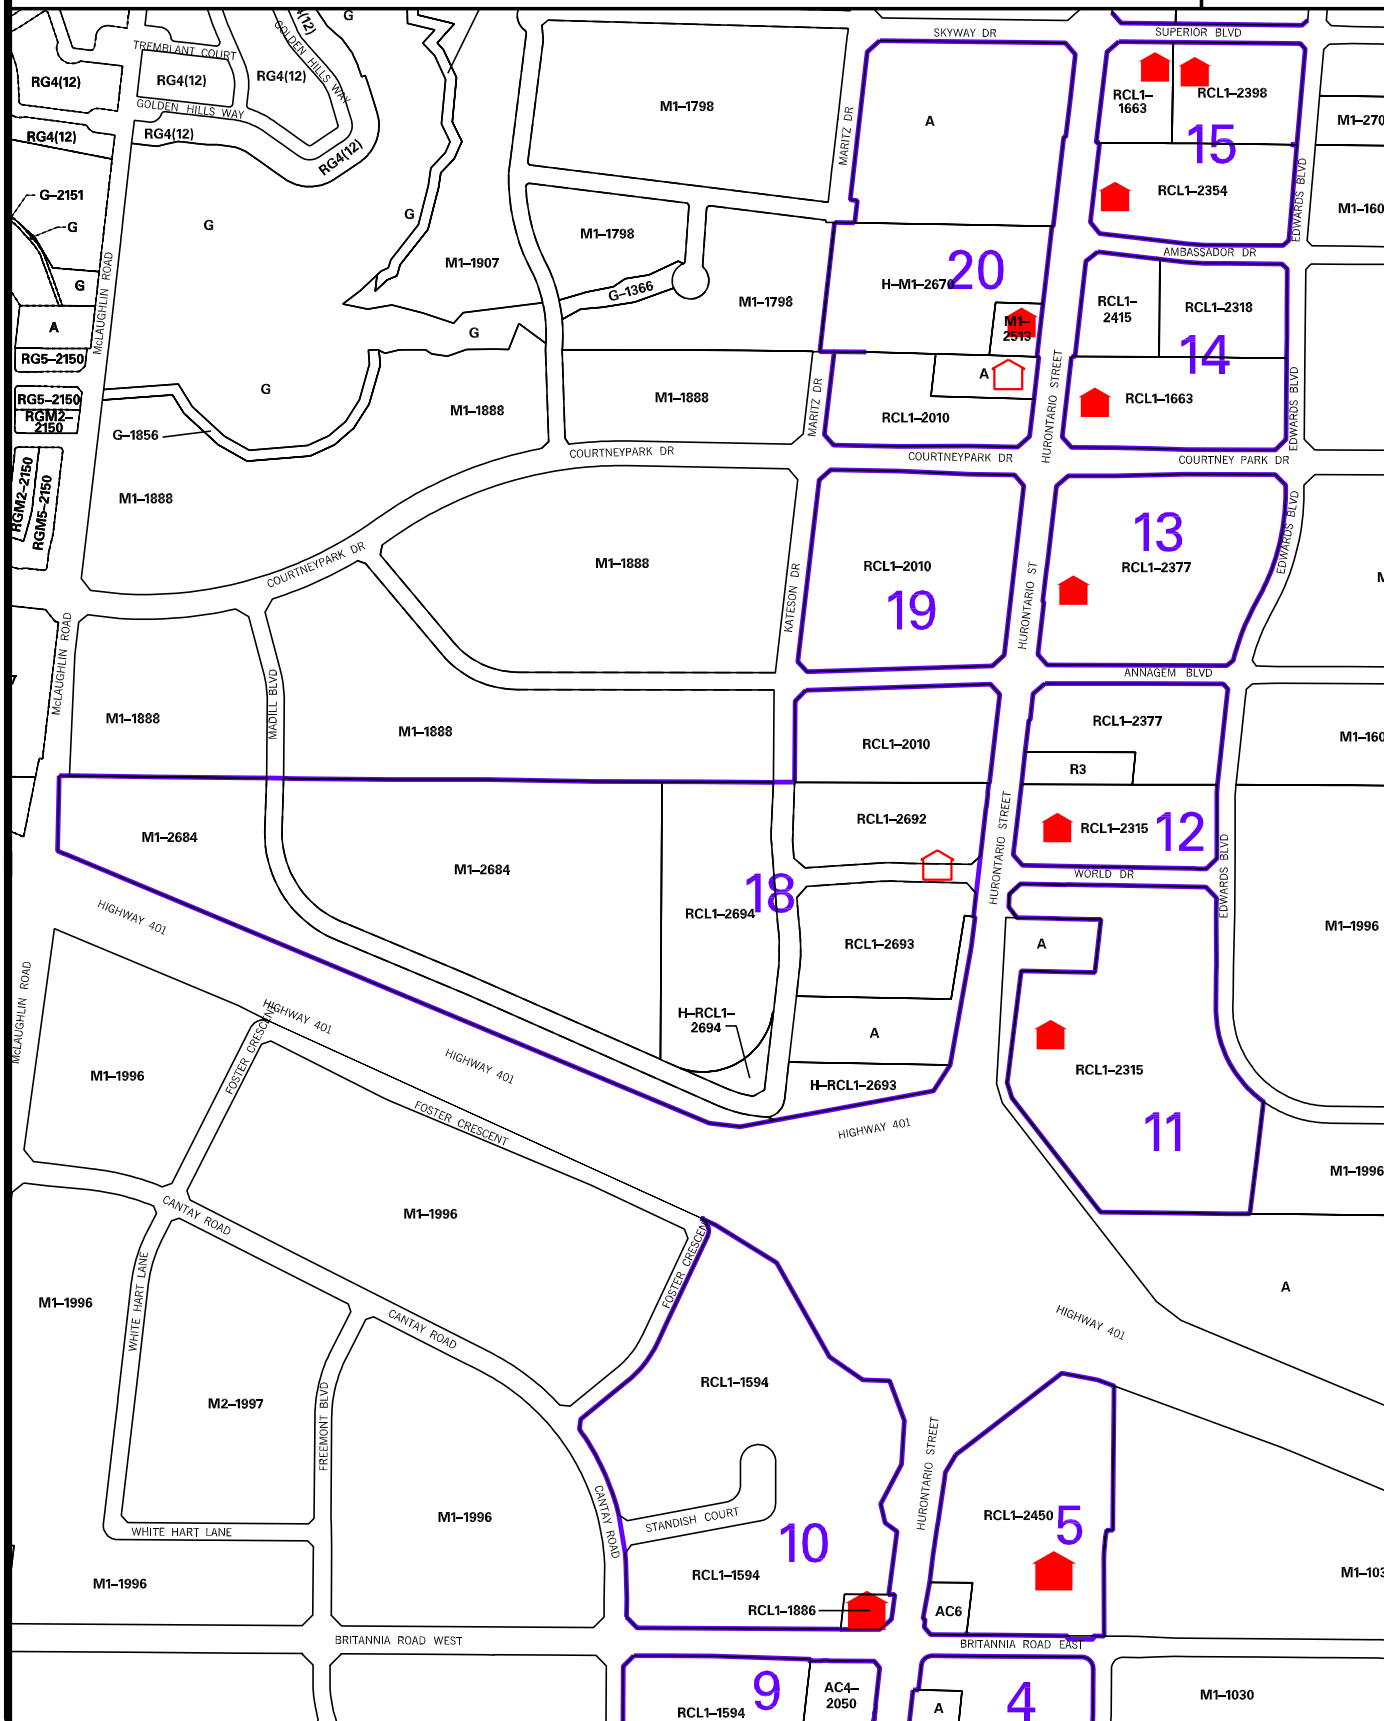 G
SKYWAY DR
SUPERIOR BLVD
TREMBLANT COURT
GOLDEN HILLS WAY
RG4(12)
RG4(12)
RG4(12)
RCL1–
1663
RCL1–2398
M1–1798
A
GOLDEN HILLS WAY
RG4(12)
RG4(12)
RG4(12)
MARITZ DR
15
RCL1–2354
EDWARDS BLVD
G–2151
G
G
G
M1–1798
AMBASSADOR DR
McLAUGHLIN ROAD
M1–1907
20
H–M1–2670
G
G–1366
M1–1798
RCL1–
2415
RCL1–2318
A
G
M1–
2513
RG5–2150
14
G
A
MARITZ DR
HURONTARIO STREET
EDWARDS BLVD
RG5–2150
RGM2–
2150
M1–1888
M1–1888
RCL1–1663
RCL1–2010
G–1856
COURTNEYPARK DR
COURTNEYPARK DR
COURTNEY PARK DR
RGM2–2150
RGM5–2150
M1–1888
EDWARDS BLVD
13
COURTNEYPARK DR
M1–1888
RCL1–2010
RCL1–2377
KATESON DR
HURONTARIO ST
19
McLAUGHLIN ROAD
ANNAGEM BLVD
MADILL BLVD
M1–1888
M1–1888
RCL1–2010
RCL1–2377
R3
M1–2684
M1–2684
RCL1–2692
HURONTARIO STREET
RCL1–2315
12
EDWARDS BLVD
WORLD DR
18
RCL1–2694
HIGHWAY 401
RCL1–2693
A
M1–1996
McLAUGHLIN ROAD
HIGHWAY 401
FOSTER CRESCENT
H–RCL1–
2694
A
HIGHWAY 401
M1–1996
H–RCL1–2693
RCL1–2315
FOSTER CRESCENT
HIGHWAY 401
11
M1–1996
CANTAY ROAD
M1–1996
FOSTER CRESCENT
WHITE HART LANE
M1–1996
A
CANTAY ROAD
HIGHWAY 401
M2–1997
FREEMONT BLVD
RCL1–1594
HURONTARIO STREET
M1–1996
CANTAY ROAD
STANDISH COURT
RCL1–2450
5
WHITE HART LANE
10
M1–1996
RCL1–1594
RCL1–1886
AC6
BRITANNIA ROAD WEST
BRITANNIA ROAD EAST
9
AC4–
2050
4
RCL1–1594
A
M1–1030